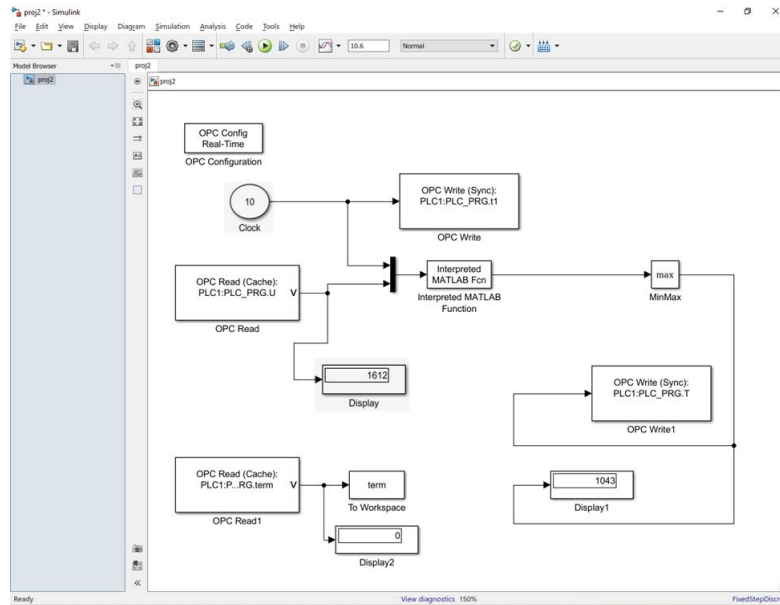 proj2 * - Simulink
File Edit View Display Diagram Simulation Analysis Code Tools Help
10.6 Normal
Model Browser
proj2
proj2
proj2
OPC Config
Real-Time
OPC Configuration
10
Clock
OPC Write (Sync):
PLC1:PLC_PRG.t1
OPC Write
OPC Read (Cache):
PLC1:PLC_PRG.U
V
OPC Read
Interpreted
MATLAB Fcn
Interpreted MATLAB
Function
max
MinMax
1612
Display
OPC Write (Sync):
PLC1:PLC_PRG.T
OPC Write1
OPC Read (Cache):
PLC1:P...RG.term
V
OPC Read1
term
To Workspace
0
Display2
1043
Display1
Ready
View diagnostics 150%
FixedStepDisc